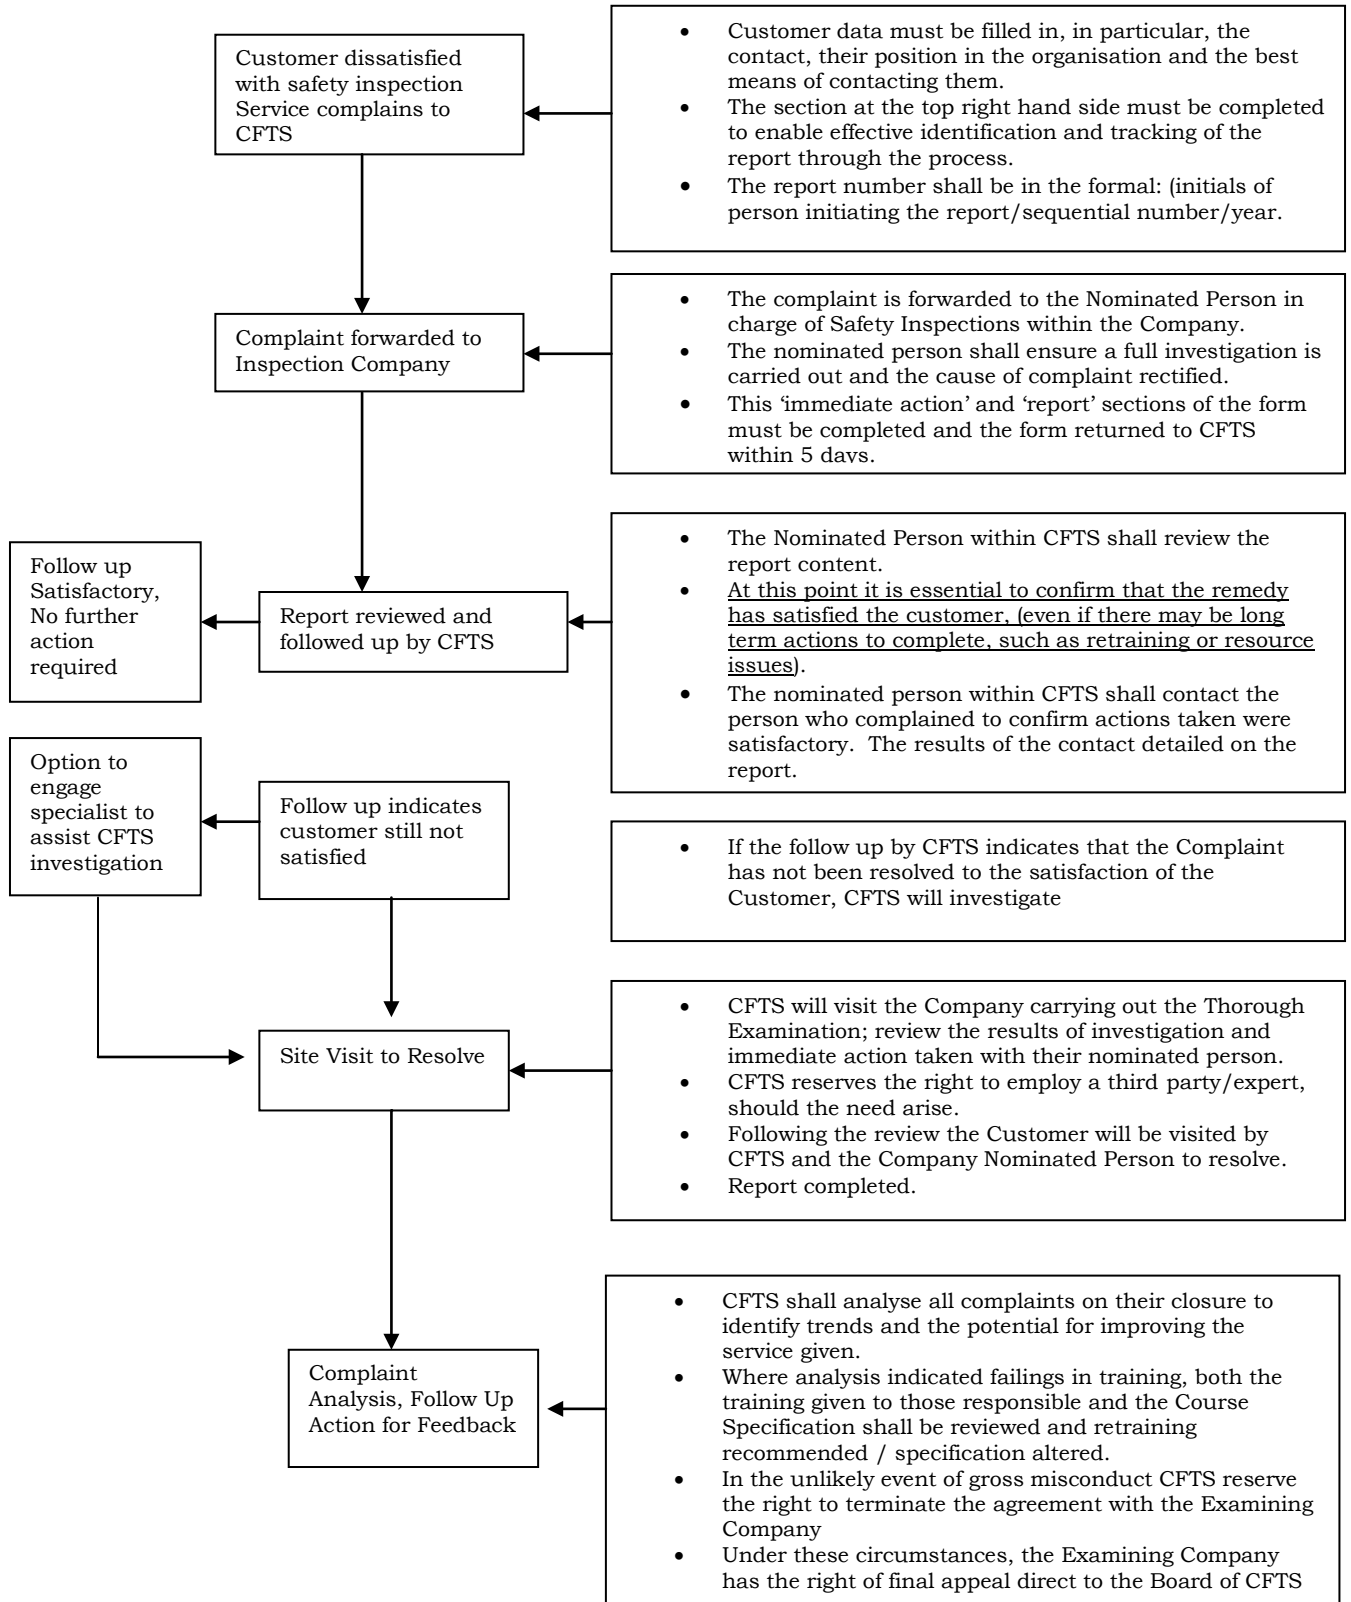 Customer dissatisfied
with safety inspection
Service complains to
CFTS
• Customer data must be filled in, in particular, the
contact, their position in the organisation and the best
means of contacting them.
• The section at the top right hand side must be completed
to enable effective identification and tracking of the
report through the process.
• The report number shall be in the formal: (initials of
person initiating the report/sequential number/year.
Complaint forwarded to
Inspection Company
• The complaint is forwarded to the Nominated Person in
charge of Safety Inspections within the Company.
• The nominated person shall ensure a full investigation is
carried out and the cause of complaint rectified.
• This ‘immediate action’ and ‘report’ sections of the form
must be completed and the form returned to CFTS
within 5 days.
Follow up
Satisfactory,
No further
action
required
Report reviewed and
followed up by CFTS
• The Nominated Person within CFTS shall review the
report content.
• At this point it is essential to confirm that the remedy
has satisfied the customer, (even if there may be long
term actions to complete, such as retraining or resource
issues).
• The nominated person within CFTS shall contact the
person who complained to confirm actions taken were
satisfactory.  The results of the contact detailed on the
report.
Option to
engage
specialist to
assist CFTS
investigation
Follow up indicates
customer still not
satisfied
• If the follow up by CFTS indicates that the Complaint
has not been resolved to the satisfaction of the
Customer, CFTS will investigate
Site Visit to Resolve
• CFTS will visit the Company carrying out the Thorough
Examination; review the results of investigation and
immediate action taken with their nominated person.
• CFTS reserves the right to employ a third party/expert,
should the need arise.
• Following the review the Customer will be visited by
CFTS and the Company Nominated Person to resolve.
• Report completed.
Complaint
Analysis, Follow Up
Action for Feedback
• CFTS shall analyse all complaints on their closure to
identify trends and the potential for improving the
service given.
• Where analysis indicated failings in training, both the
training given to those responsible and the Course
Specification shall be reviewed and retraining
recommended / specification altered.
• In the unlikely event of gross misconduct CFTS reserve
the right to terminate the agreement with the Examining
Company
• Under these circumstances, the Examining Company
has the right of final appeal direct to the Board of CFTS